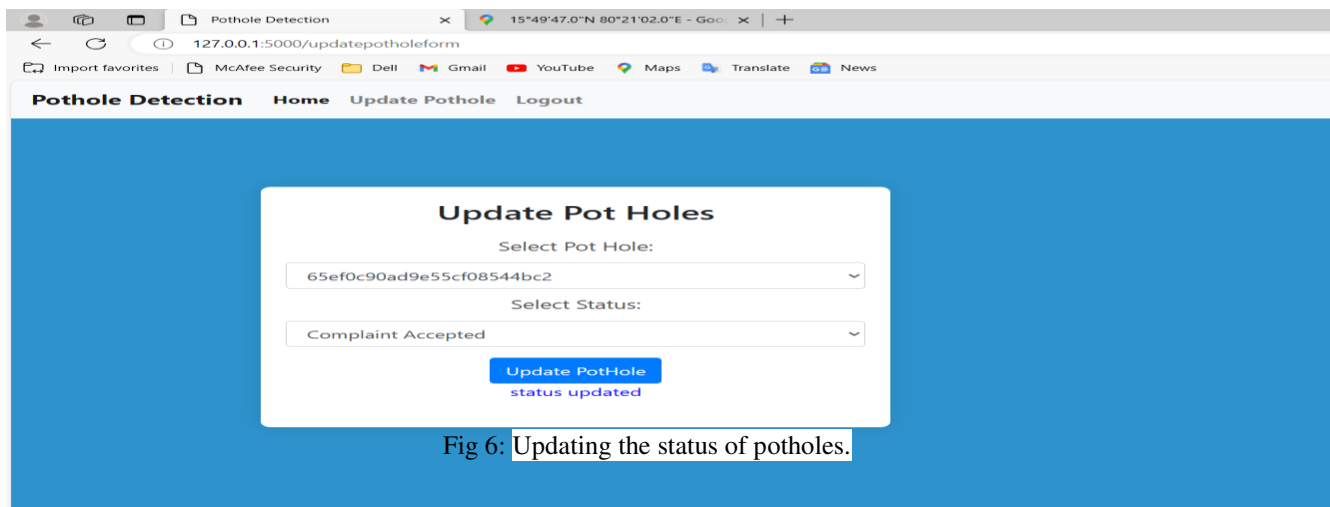 Pothole Detection
15°49'47.0"N 80°21'02.0"E - Goo
127.0.0.1:5000/updatepotholeform
Import favorites McAfee Security Dell Gmail YouTube Maps Translate News
Pothole Detection Home Update Pothole Logout
Update Pot Holes
Select Pot Hole:
65ef0c90ad9e55cf08544bc2
Select Status:
Complaint Accepted
Update PotHole
status updated
Fig 6: Updating the status of potholes.